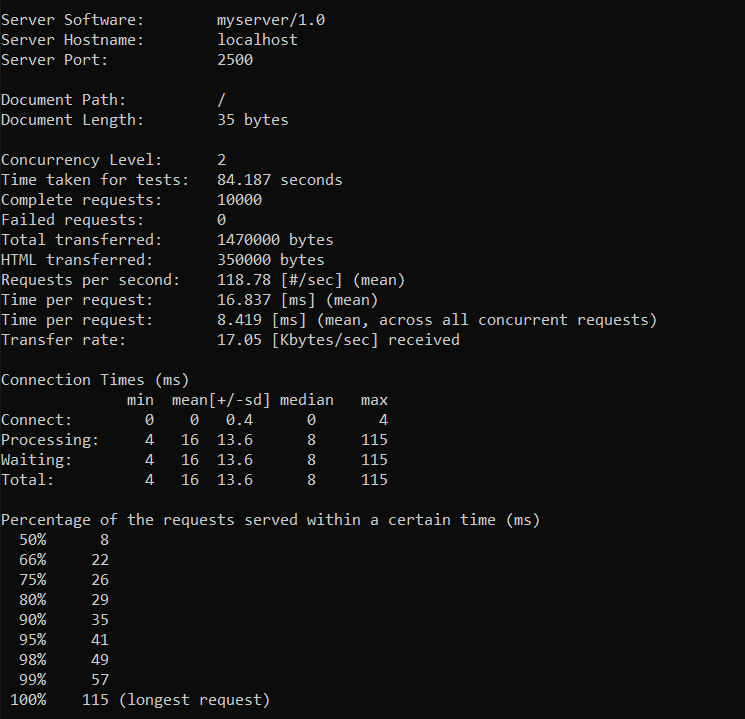 Server Software:        myserver/1.0
Server Hostname:        localhost
Server Port:            2500

Document Path:          /
Document Length:        35 bytes

Concurrency Level:      2
Time taken for tests:   84.187 seconds
Complete requests:      10000
Failed requests:        0
Total transferred:      1470000 bytes
HTML transferred:       350000 bytes
Requests per second:    118.78 [#/sec] (mean)
Time per request:       16.837 [ms] (mean)
Time per request:       8.419 [ms] (mean, across all concurrent requests)
Transfer rate:          17.05 [Kbytes/sec] received

Connection Times (ms)
              min  mean[+/-sd] median   max
Connect:        0    0   0.4      0       4
Processing:     4   16  13.6      8     115
Waiting:        4   16  13.6      8     115
Total:          4   16  13.6      8     115

Percentage of the requests served within a certain time (ms)
  50%      8
  66%     22
  75%     26
  80%     29
  90%     35
  95%     41
  98%     49
  99%     57
 100%    115 (longest request)